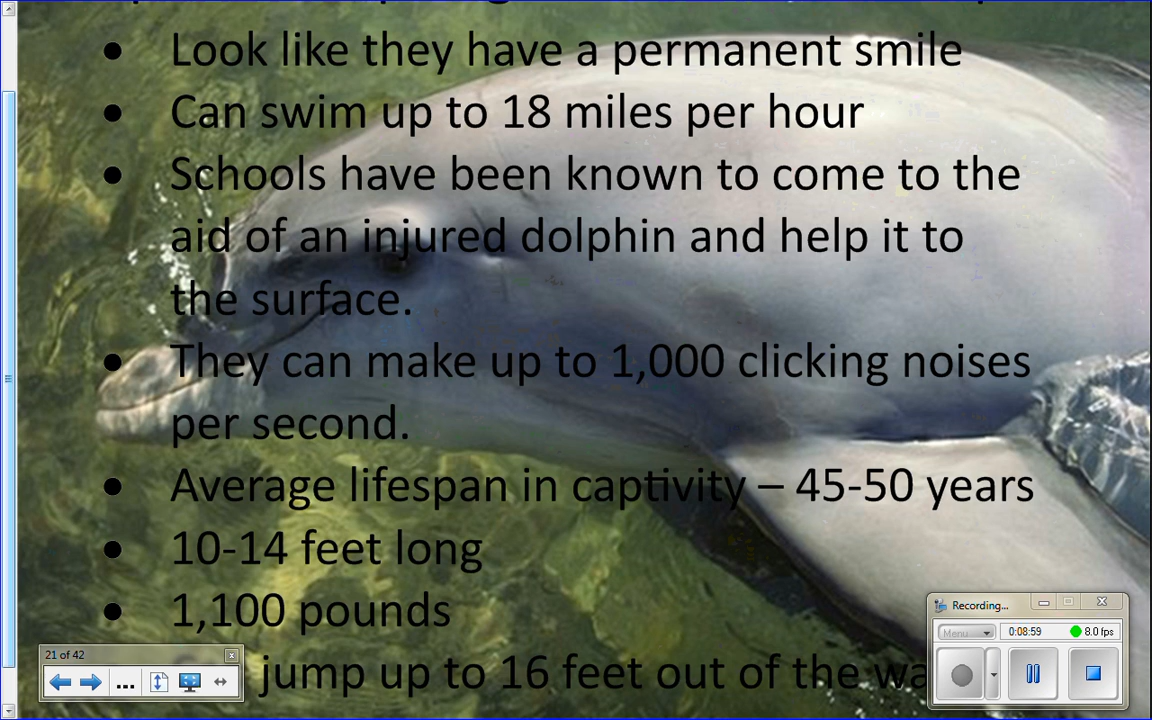 Look like they have a permanent smile
Can swim up to 18 miles per hour
Schools have been known to come to the
aid of an injured dolphin and help it to
the surface.
They can make up to 1,000 clicking noises
per second.
Average lifespan in captivity – 45-50 years
10-14 feet long
1,100 pounds
jump up to 16 feet out of the
21 of 42
Recording...
Menu
0:08:59
8.0 fps